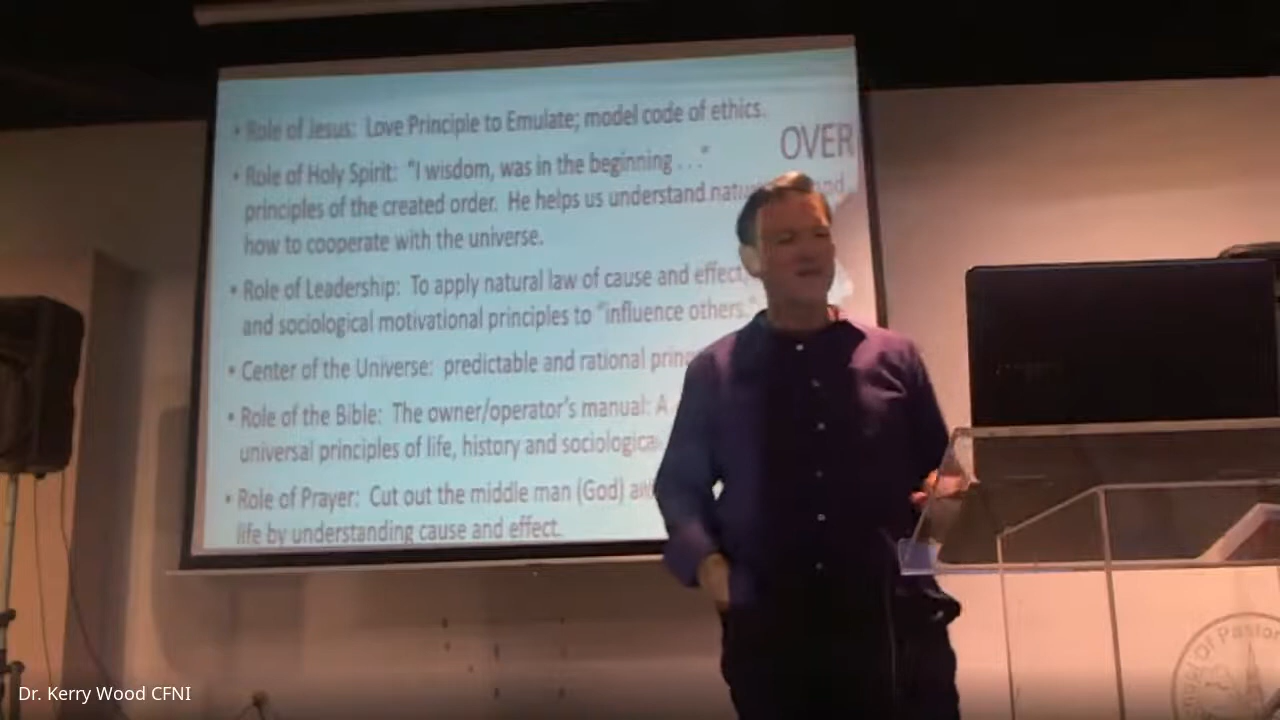 • Role of Jesus: Love Principle to Emulate; model code of ethics.
OVER
• Role of Holy Spirit: "I wisdom, was in the beginning . . ."
principles of the created order. He helps us understand
how to cooperate with the universe.
• Role of Leadership: To apply natural law of cause and effect,
and sociological motivational principles to "influence others."
• Center of the Universe: predictable and rational
• Role of the Bible: The owner/operator's manual: A
universal principles of life, history and
• Role of Prayer: Cut out the middle man (God)
life by understanding cause and effect.
Of Pastor
Dr. Kerry Wood CFNI